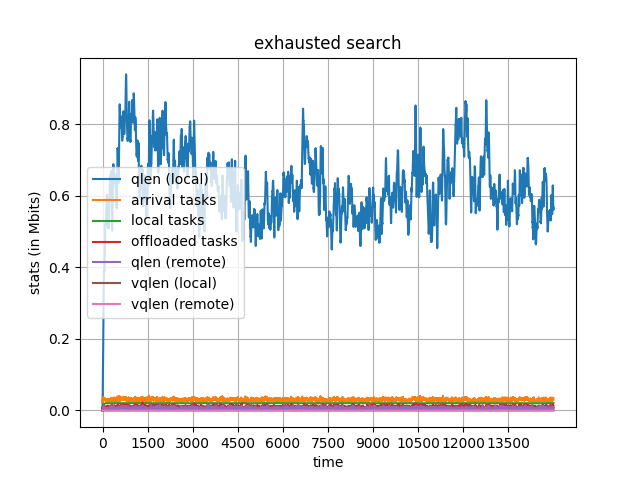 exhausted search
stats (in Mbits)
0.8
0.6
0.4
0.2
0.0
qlen (local)
arrival tasks
local tasks
offloaded tasks
qlen (remote)
vqlen (local)
vqlen (remote)
0 1500 3000 4500 6000 7500 9000 10500 12000 13500
time